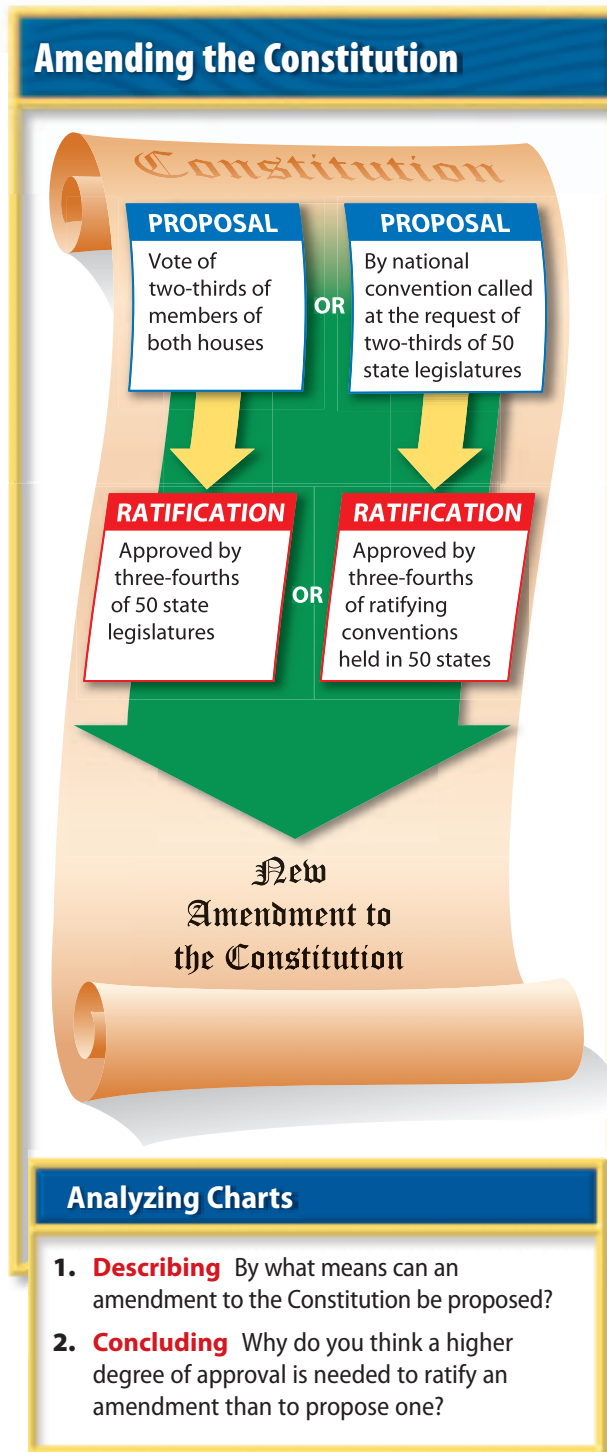 Amending the Constitution
Constitution
PROPOSAL
Vote of
two-thirds of
members of
both houses
OR
PROPOSAL
By national
convention called
at the request of
two-thirds of 50
state legislatures
RATIFICATION
Approved by
three-fourths
of 50 state
legislatures
OR
RATIFICATION
Approved by
three-fourths
of ratifying
conventions
held in 50 states
New
Amendment to
the Constitution
Analyzing Charts
1. Describing By what means can an
amendment to the Constitution be proposed?
2. Concluding Why do you think a higher
degree of approval is needed to ratify an
amendment than to propose one?